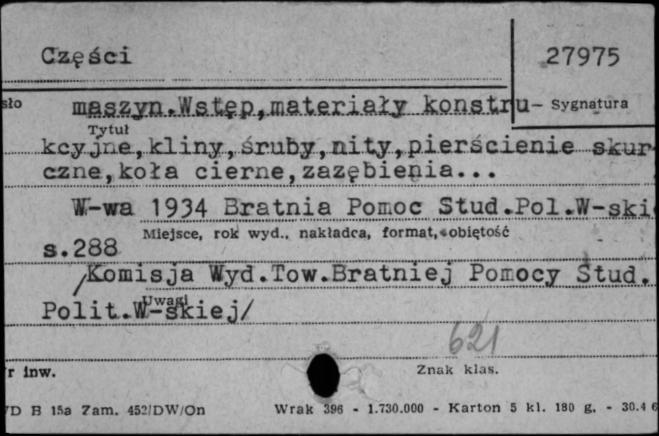 Części 27975
sło maszyn.Wstęp,materiały konstru- Sygnatura
Tytuł
kcyjne,kliny,śruby,nity,pierścienie skur
czne,koła cierne,zazębienia...
W-wa 1934 Bratnia Pomoc Stud.Pol.W-ski
Miejsce, rok wyd., nakładca, format, objętość
s.288
/Komisja Wyd.Tow.Bratniej Pomocy Stud.
Uwagi
Polit.W-skiej/
621
r inw. Znak klas.
/D B 15a Zam. 452/DW/On Wrak 396 - 1.730.000 - Karton 5 kl. 180 g. - 30.4 6